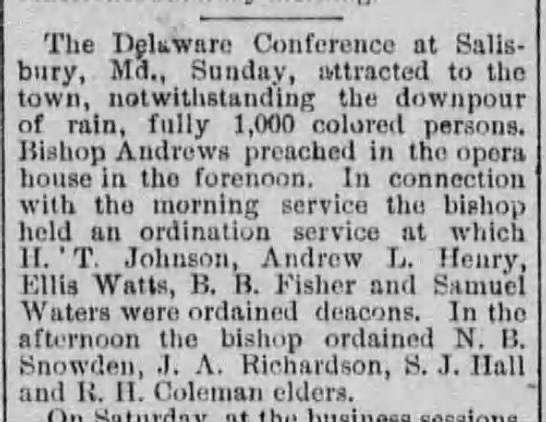 The Delaware Conference at Salis-
bury, Md., Sunday, attracted to the
town, notwithstanding the downpour
of rain, fully 1,000 colored persons.
Bishop Andrews preached in the opera
house in the forenoon. In connection
with the morning service the bishop
held an ordination service at which
H. T. Johnson, Andrew L. Henry,
Ellis Watts, B. B. Fisher and Samuel
Waters were ordained deacons. In the
afternoon the bishop ordained N. B.
Snowden, J. A. Richardson, S. J. Hall
and R. H. Coleman elders.
On Saturday, at the business sessions